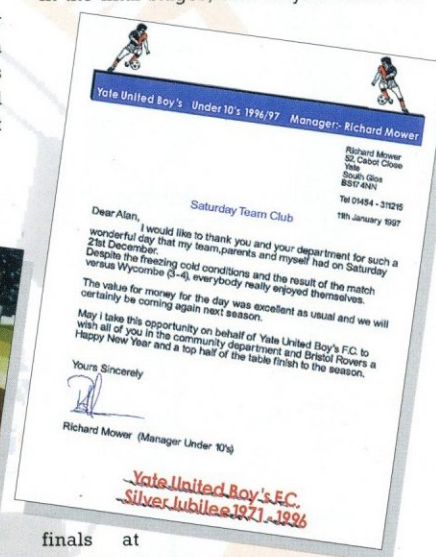 Yate United Boy's Under 10's 1996/97 Manager:- Richard Mower
Richard Mower
52, Cabot Close
Yate
South Glos
BS17 4NN
Tel 01454 - 311215
11th January 1997
Saturday Team Club
Dear Alan,
I would like to thank you and your department for such a
wonderful day that my team,parents and myself had on Saturday
21st December.
Despite the freezing cold conditions and the result of the match
versus Wycombe (3-4), everybody really enjoyed themselves.
The value for money for the day was excellent as usual and we will
certainly be coming again next season.
May i take this opportunity on behalf of Yate United Boy's F.C. to
wish all of you in the community department and Bristol Rovers a
Happy New Year and a top half of the table finish to the season.
Yours Sincerely
Richard Mower (Manager Under 10's)
Yate United Boy's F.C.
Silver Jubilee 1971 - 1996
finals at